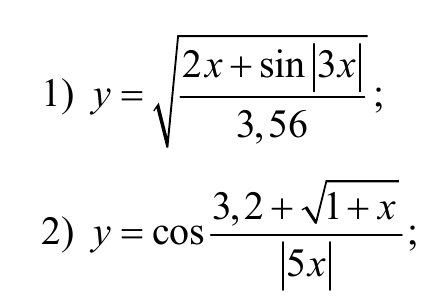 1) y = √((2x + sin|3x|)/(3,56));
2) y = cos((3,2 + √(1 + x))/(|5x|));